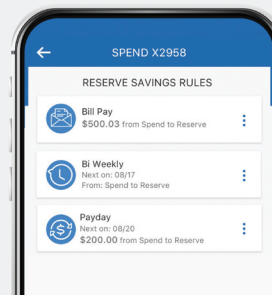 SPEND X2958
RESERVE SAVINGS RULES
Bill Pay
$500.03 from Spend to Reserve
Bi Weekly
Next on: 08/17
From: Spend to Reserve
Payday
Next on: 08/20
$200.00 from Spend to Reserve